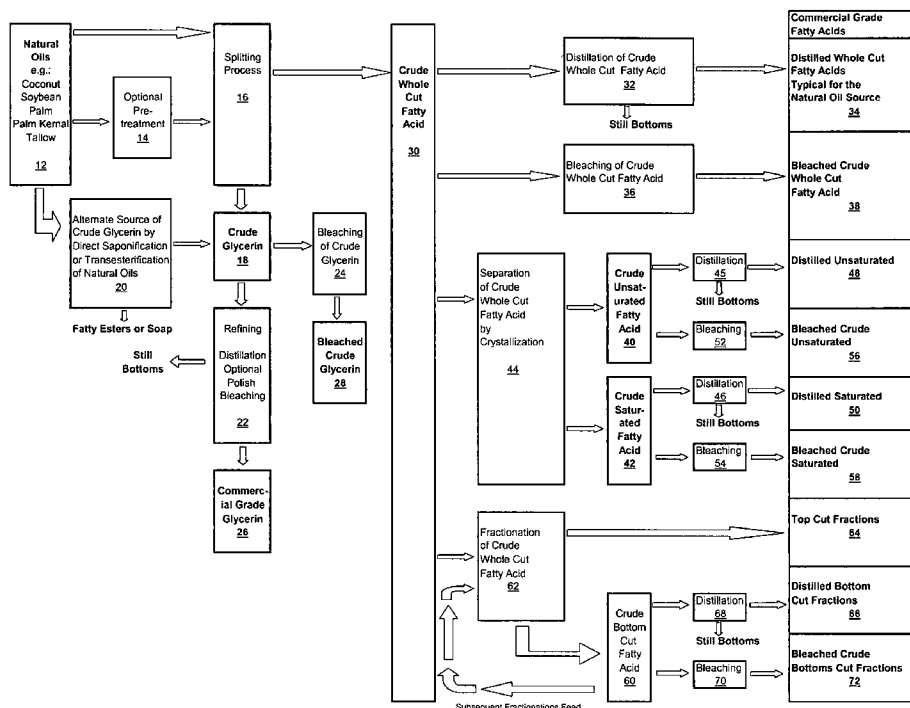 Natural
Oils
e.g.:
Coconut
Soybean
Palm
Palm Kernal
Tallow
12
Optional
Pre-
treatment
14
Splitting
Process
16
Alternate Source of
Crude Glycerin by
Direct Saponification
or Transesterification
of Natural Oils
20
Fatty Esters or Soap
Crude
Glycerin
18
Bleaching
of Crude
Glycerin
24
Bleached
Crude
Glycerin
28
Still
Bottoms
Refining
Distillation
Optional
Polish
Bleaching
22
Commer-
cial Grade
Glycerin
26
Crude
Whole
Cut
Fatty
Acid
30
Distillation of Crude
Whole Cut Fatty Acid
32
Still Bottoms
Bleaching of Crude
Whole Cut Fatty Acid
36
Separation
of Crude
Whole Cut
Fatty Acid
by
Crystallization
44
Crude
Unsat-
urated
Fatty
Acid
40
Distillation
45
Still Bottoms
Bleaching
52
Crude
Satur-
ated
Fatty
Acid
42
Distillation
46
Still Bottoms
Bleaching
54
Fractionation
of Crude
Whole Cut
Fatty Acid
62
Crude
Bottom
Cut
Fatty
Acid
60
Distillation
68
Still Bottoms
Bleaching
70
Subsequent Fractionations Feed
Commercial Grade
Fatty Acids
Distilled Whole Cut
Fatty Acids
Typical for the
Natural Oil Source
34
Bleached Crude
Whole Cut
Fatty Acid
38
Distilled Unsaturated
48
Bleached Crude
Unsaturated
56
Distilled Saturated
50
Bleached Crude
Saturated
58
Top Cut Fractions
64
Distilled Bottom
Cut Fractions
66
Bleached Crude
Bottoms Cut Fractions
72